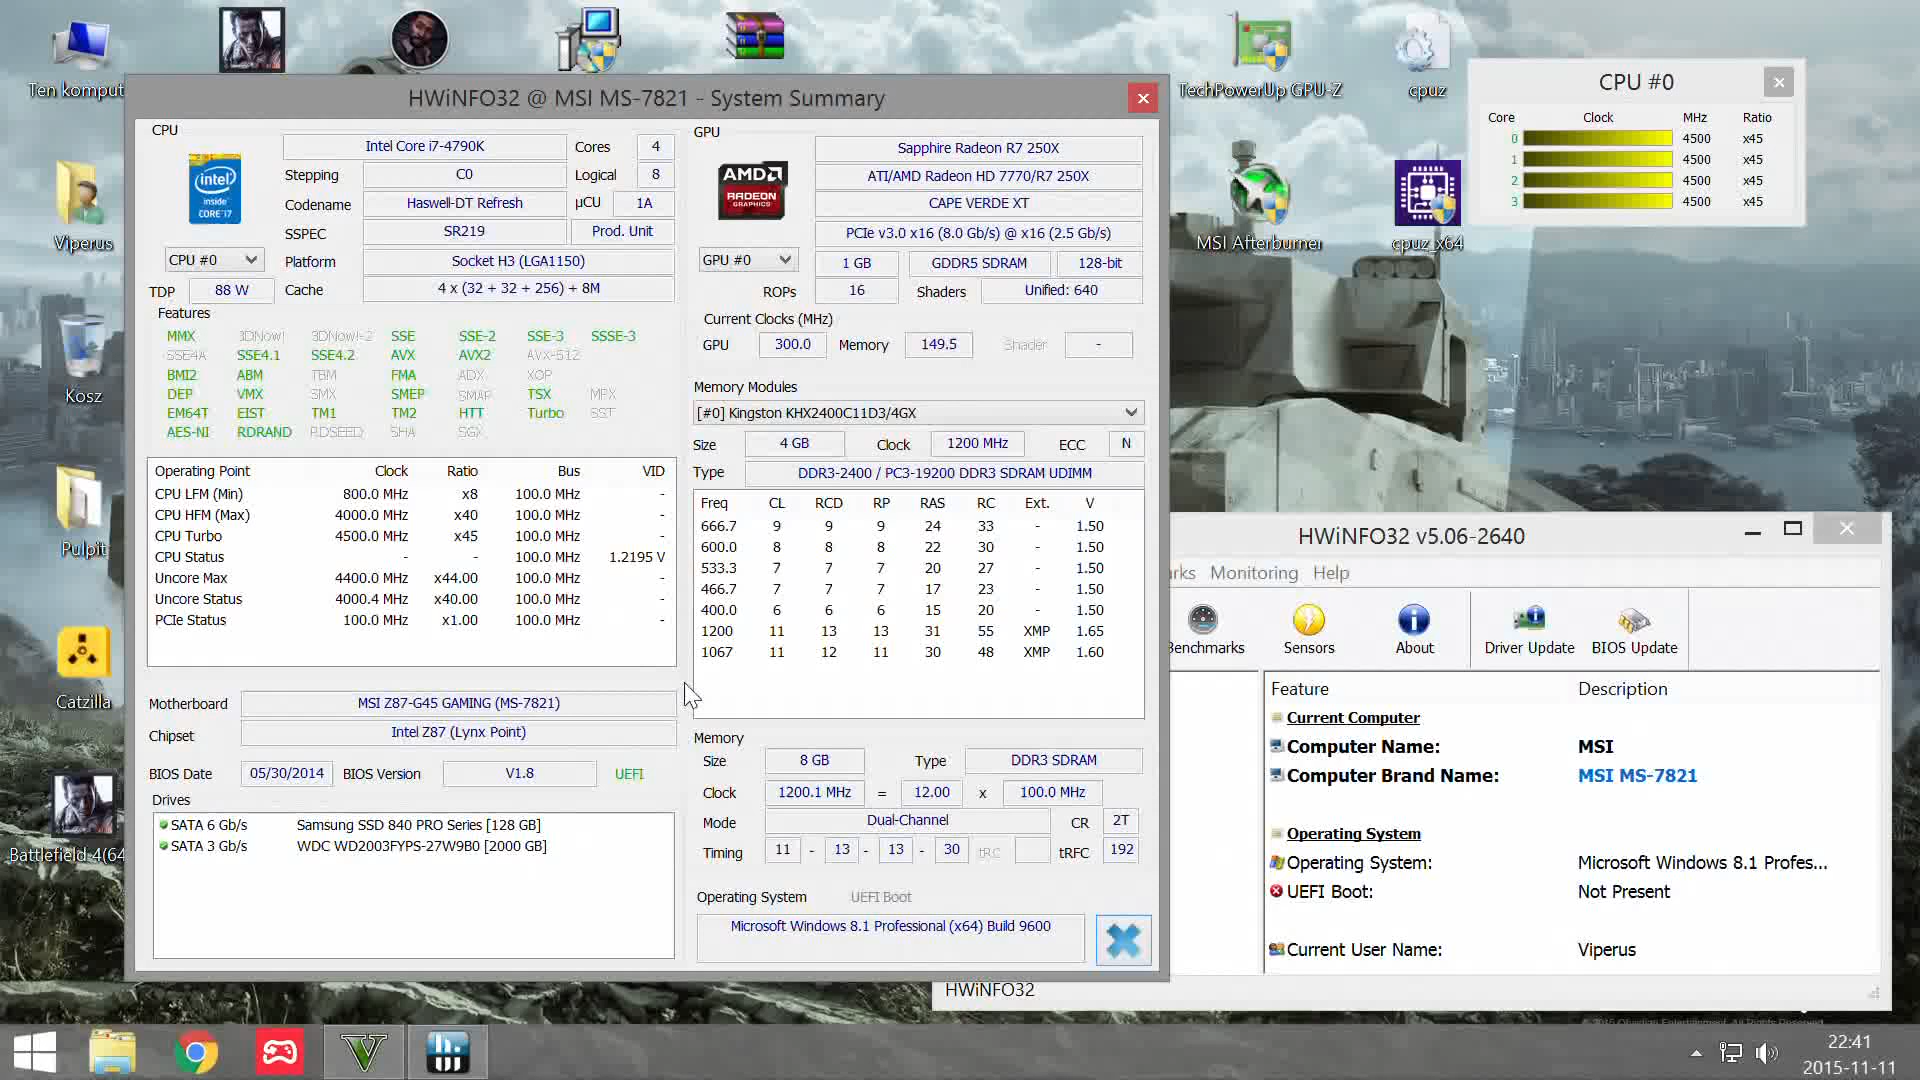 Ten komput
TechPowerUp GPU-Z
cpuz
Viperus
MSI Afterburner
cpuz_x64
Kosz
Pulpit
Catzilla
Battlefield 4(64
HWiNFO32 @ MSI MS-7821 - System Summary
CPU
intel inside CORE i7
Intel Core i7-4790K
Cores 4
Stepping C0
Logical 8
Codename Haswell-DT Refresh
µCU 1A
SSPEC SR219 Prod. Unit
CPU #0
Platform Socket H3 (LGA1150)
TDP 88 W
Cache 4 x (32 + 32 + 256) + 8M
Features
MMX 3DNow! 3DNow!-2 SSE SSE-2 SSE-3 SSSE-3
SSE4A SSE4.1 SSE4.2 AVX AVX2 AVX-512
BMI2 ABM TBM FMA ADX XOP
DEP VMX SMX SMEP SMAP TSX MPX
EM64T EIST TM1 TM2 HTT Turbo SST
AES-NI RDRAND RDSEED SHA SGX
Operating Point Clock Ratio Bus VID
CPU LFM (Min) 800.0 MHz x8 100.0 MHz -
CPU HFM (Max) 4000.0 MHz x40 100.0 MHz -
CPU Turbo 4500.0 MHz x45 100.0 MHz -
CPU Status - - 100.0 MHz 1.2195 V
Uncore Max 4400.0 MHz x44.00 100.0 MHz -
Uncore Status 4000.4 MHz x40.00 100.0 MHz -
PCIe Status 100.0 MHz x1.00 100.0 MHz -
Motherboard MSI Z87-G45 GAMING (MS-7821)
Chipset Intel Z87 (Lynx Point)
BIOS Date 05/30/2014 BIOS Version V1.8 UEFI
Drives
SATA 6 Gb/s Samsung SSD 840 PRO Series [128 GB]
SATA 3 Gb/s WDC WD2003FYPS-27W9B0 [2000 GB]
GPU
AMD RADEON GRAPHICS
Sapphire Radeon R7 250X
ATI/AMD Radeon HD 7770/R7 250X
CAPE VERDE XT
PCIe v3.0 x16 (8.0 Gb/s) @ x16 (2.5 Gb/s)
GPU #0
1 GB GDDR5 SDRAM 128-bit
ROPs 16 Shaders Unified: 640
Current Clocks (MHz)
GPU 300.0 Memory 149.5 Shader -
Memory Modules
[#0] Kingston KHX2400C11D3/4GX
Size 4 GB Clock 1200 MHz ECC N
Type DDR3-2400 / PC3-19200 DDR3 SDRAM UDIMM
Freq CL RCD RP RAS RC Ext. V
666.7 9 9 9 24 33 - 1.50
600.0 8 8 8 22 30 - 1.50
533.3 7 7 7 20 27 - 1.50
466.7 7 7 7 17 23 - 1.50
400.0 6 6 6 15 20 - 1.50
1200 11 13 13 31 55 XMP 1.65
1067 11 12 11 30 48 XMP 1.60
Memory
Size 8 GB Type DDR3 SDRAM
Clock 1200.1 MHz = 12.00 x 100.0 MHz
Mode Dual-Channel CR 2T
Timing 11 - 13 - 13 - 30 tRC tRFC 192
Operating System UEFI Boot
Microsoft Windows 8.1 Professional (x64) Build 9600
CPU #0
Core Clock MHz Ratio
0 4500 x45
1 4500 x45
2 4500 x45
3 4500 x45
HWiNFO32 v5.06-2640
rks Monitoring Help
Benchmarks Sensors About Driver Update BIOS Update
Feature Description
Current Computer
Computer Name: MSI
Computer Brand Name: MSI MS-7821
Operating System
Operating System: Microsoft Windows 8.1 Profes...
UEFI Boot: Not Present
Current User Name: Viperus
HWiNFO32
22:41
2015-11-11